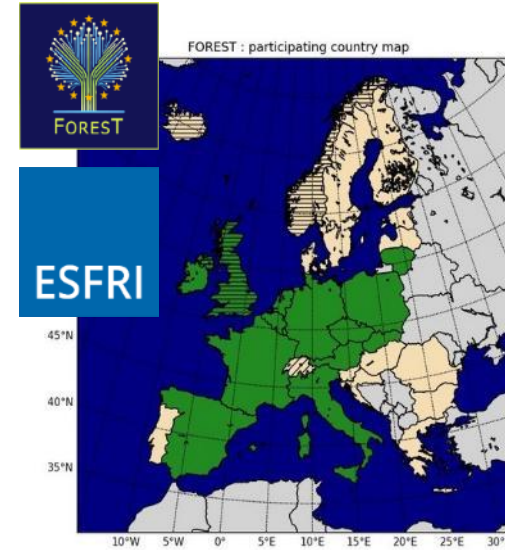 FOREST : participating country map
FOREST
ESFRI
45°N
40°N
35°N
10°W 5°W 0° 5°E 10°E 15°E 20°E 25°E 30°